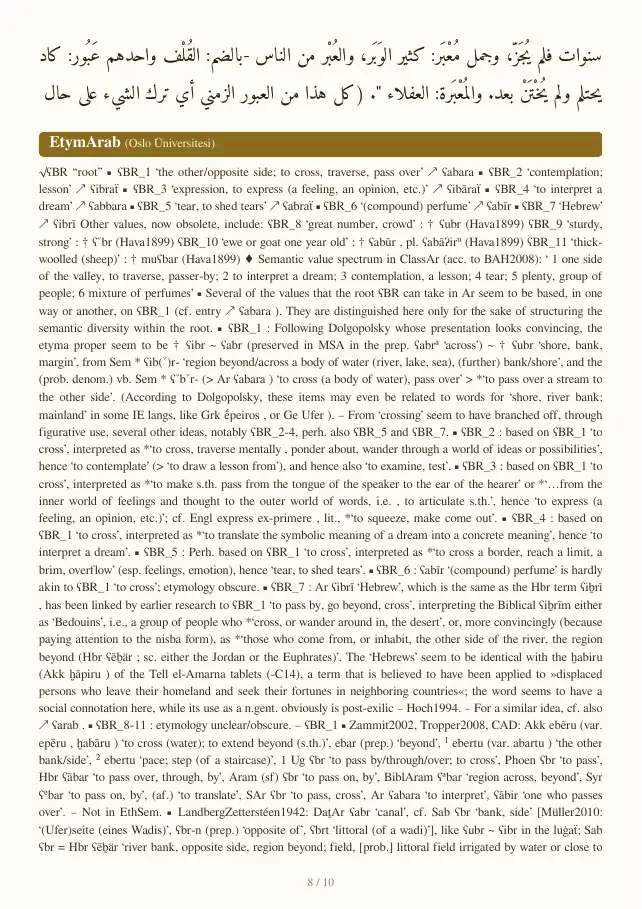 سنوات فلم يُجَزّ، وجمل مُعْبَر: كثير الوَبَر، والعُبْر من الناس -بالضم: القُلْف واحدهم عَبُور: كاد
يحتلم ولم يُخْتَنْ بعد. والمُعْبَرة: العفلاء ". (كل هذا من العبور الزمني أي ترك الشيء على حال
EtymArab (Oslo Üniversitesi)
√ʕBR “root” ▪ ʕBR_1 ‘the other/opposite side; to cross, traverse, pass over’ ↗ ʕabara ▪ ʕBR_2 ‘contemplation;
lesson’ ↗ ʕibraẗ ▪ ʕBR_3 ‘expression, to express (a feeling, an opinion, etc.)’ ↗ ʕibāraẗ ▪ ʕBR_4 ‘to interpret a
dream’ ↗ ʕabbara ▪ ʕBR_5 ‘tear, to shed tears’ ↗ ʕabraẗ ▪ ʕBR_6 ‘(compound) perfume’ ↗ ʕabīr ▪ ʕBR_7 ‘Hebrew’
↗ ʕibrī Other values, now obsolete, include: ʕBR_8 ‘great number, crowd’ : † ʕubr (Hava1899) ʕBR_9 ‘sturdy,
strong’ : † ʕˇbr (Hava1899) ʕBR_10 ‘ewe or goat one year old’ : † ʕabūr , pl. ʕabāʔirᵘ (Hava1899) ʕBR_11 ‘thick-
woolled (sheep)’ : † muʕbar (Hava1899) ♦ Semantic value spectrum in ClassAr (acc. to BAH2008): ‘ 1 one side
of the valley, to traverse, passer-by; 2 to interpret a dream; 3 contemplation, a lesson; 4 tear; 5 plenty, group of
people; 6 mixture of perfumes’ ▪ Several of the values that the root ʕBR can take in Ar seem to be based, in one
way or another, on ʕBR_1 (cf. entry ↗ ʕabara ). They are distinguished here only for the sake of structuring the
semantic diversity within the root. ▪ ʕBR_1 : Following Dolgopolsky whose presentation looks convincing, the
etyma proper seem to be † ʕibr ~ ʕabr (preserved in MSA in the prep. ʕabrᵃ ‘across’) ~ † ʕubr ‘shore, bank,
margin’, from Sem * ʕib(ˇ)r- ‘region beyond/across a body of water (river, lake, sea), (further) bank/shore’, and the
(prob. denom.) vb. Sem * ʕˇbˇr- (> Ar ʕabara ) ‘to cross (a body of water), pass over’ > *‘to pass over a stream to
the other side’. (According to Dolgopolsky, these items may even be related to words for ‘shore, river bank;
mainland’ in some IE langs, like Grk ḗpeiros , or Ge Ufer ). – From ‘crossing’ seem to have branched off, through
figurative use, several other ideas, notably ʕBR_2-4, perh. also ʕBR_5 and ʕBR_7. ▪ ʕBR_2 : based on ʕBR_1 ‘to
cross’, interpreted as *‘to cross, traverse mentally , ponder about, wander through a world of ideas or possibilities’,
hence ‘to contemplate’ (> ‘to draw a lesson from’), and hence also ‘to examine, test’. ▪ ʕBR_3 : based on ʕBR_1 ‘to
cross’, interpreted as *‘to make s.th. pass from the tongue of the speaker to the ear of the hearer’ or *‘…from the
inner world of feelings and thought to the outer world of words, i.e. , to articulate s.th.’, hence ‘to express (a
feeling, an opinion, etc.)’; cf. Engl express ex-primere , lit., *‘to squeeze, make come out’. ▪ ʕBR_4 : based on
ʕBR_1 ‘to cross’, interpreted as *‘to translate the symbolic meaning of a dream into a concrete meaning’, hence ‘to
interpret a dream’. ▪ ʕBR_5 : Perh. based on ʕBR_1 ‘to cross’, interpreted as *‘to cross a border, reach a limit, a
brim, overflow’ (esp. feelings, emotion), hence ‘tear, to shed tears’. ▪ ʕBR_6 : ʕabīr ‘(compound) perfume’ is hardly
akin to ʕBR_1 ‘to cross’; etymology obscure. ▪ ʕBR_7 : Ar ʕibrī ‘Hebrew’, which is the same as the Hbr term ʕiḇrī
, has been linked by earlier research to ʕBR_1 ‘to pass by, go beyond, cross’, interpreting the Biblical ʕiḇrīm either
as ‘Bedouins’, i.e., a group of people who *‘cross, or wander around in, the desert’, or, more convincingly (because
paying attention to the nisba form), as *‘those who come from, or inhabit, the other side of the river, the region
beyond (Hbr ʕēḇär ; sc. either the Jordan or the Euphrates)’. The ‘Hebrews’ seem to be identical with the ḫabiru
(Akk ḫāpiru ) of the Tell el-Amarna tablets (-C14), a term that is believed to have been applied to »displaced
persons who leave their homeland and seek their fortunes in neighboring countries«; the word seems to have a
social connotation here, while its use as a n.gent. obviously is post-exilic – Hoch1994. – For a similar idea, cf. also
↗ ʕarab . ▪ ʕBR_8-11 : etymology unclear/obscure. – ʕBR_1 ▪ Zammit2002, Tropper2008, CAD: Akk ebēru (var.
epēru , ḫabāru ) ‘to cross (water); to extend beyond (s.th.)’, ebar (prep.) ‘beyond’, ¹ ebertu (var. abartu ) ‘the other
bank/side’, ² ebertu ‘pace; step (of a staircase)’, 1 Ug ʕbr ‘to pass by/through/over; to cross’, Phoen ʕbr ‘to pass’,
Hbr ʕābar ‘to pass over, through, by’, Aram (sf) ʕbr ‘to pass on, by’, BiblAram ʕᵃbar ‘region across, beyond’, Syr
ʕᵉbar ‘to pass on, by’, (af.) ‘to translate’, SAr ʕbr ‘to pass, cross’, Ar ʕabara ‘to interpret’, ʕābir ‘one who passes
over’. – Not in EthSem. ▪ LandbergZetterstéen1942: DaṯAr ʕabr ‘canal’, cf. Sab ʕbr ‘bank, side’ [Müller2010:
‘(Ufer)seite (eines Wadis)’, ʕbr-n (prep.) ‘opposite of’, ʕbrt ‘littoral (of a wadi)’], like ʕubr ~ ʕibr in the luġaẗ; Sab
ʕbr = Hbr ʕēḇär ‘river bank, opposite side, region beyond; field, [prob.] littoral field irrigated by water or close to
8 / 10